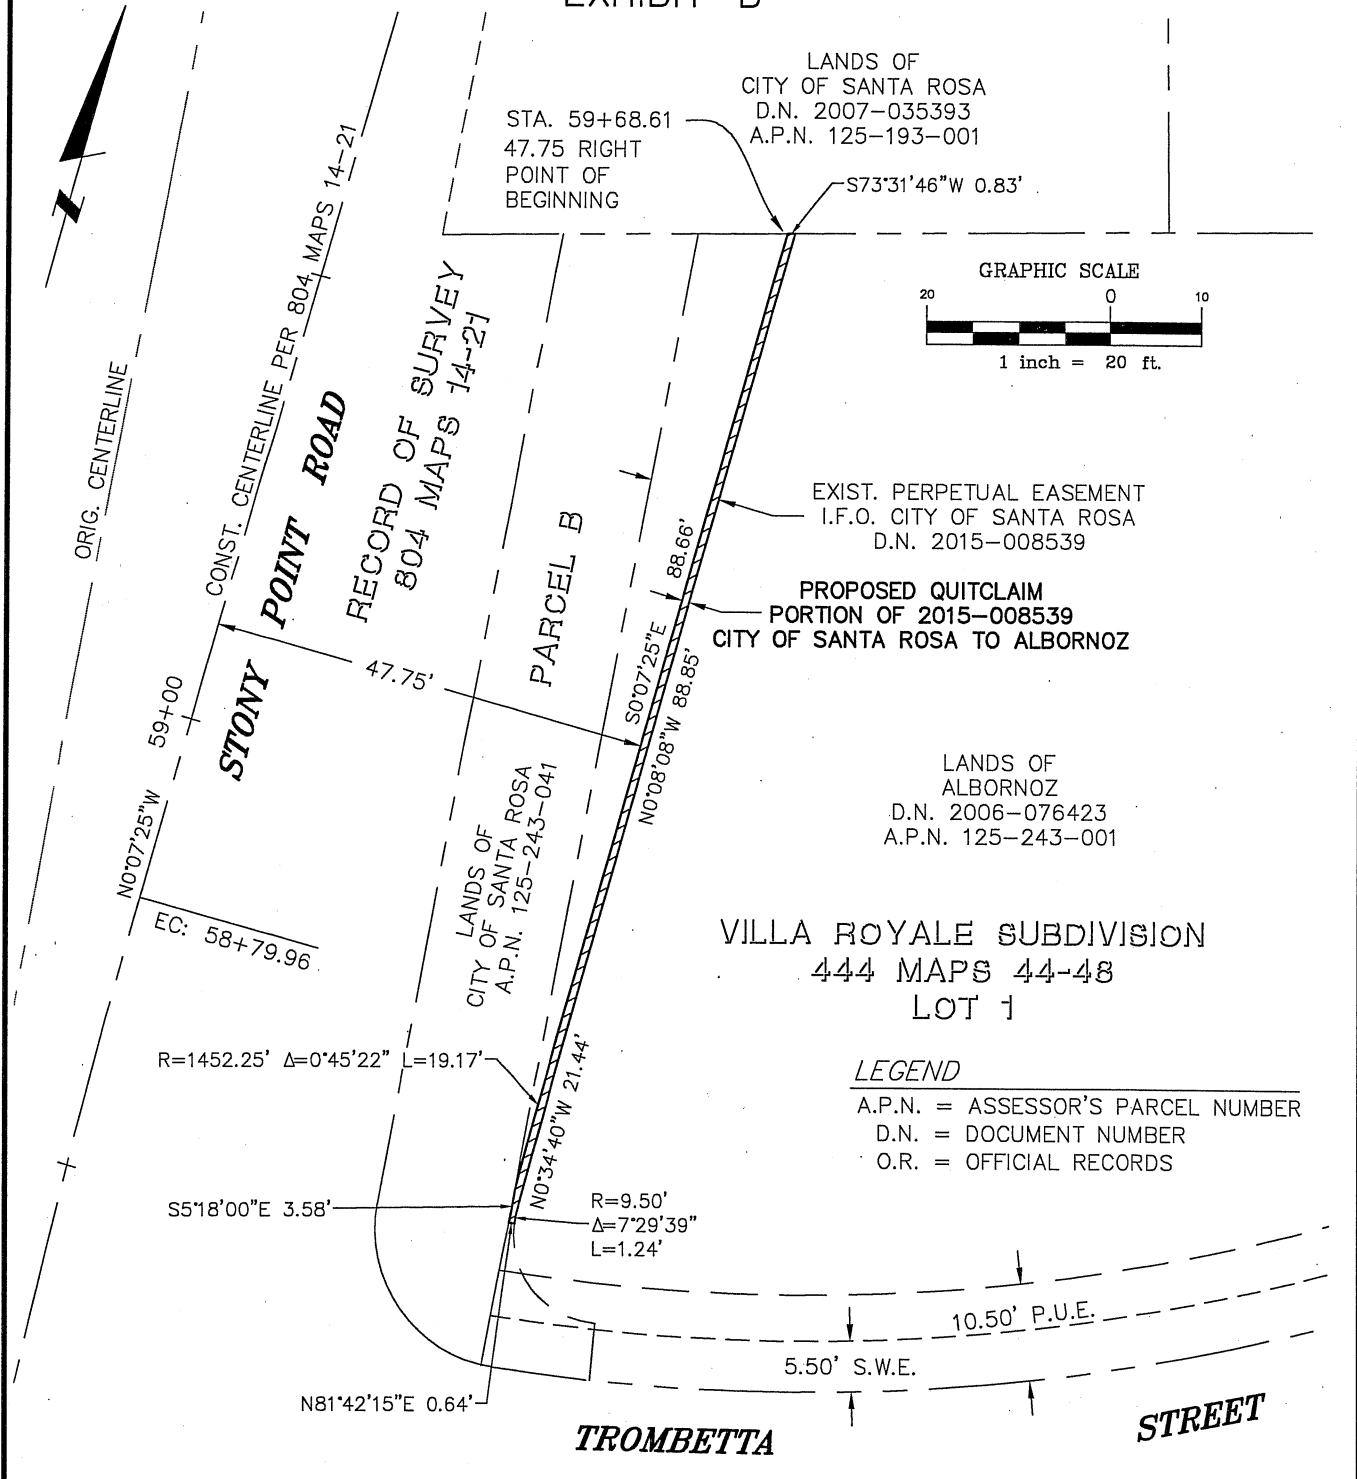 EXHIBIT "B"
LANDS OF
CITY OF SANTA ROSA
D.N. 2007-035393
A.P.N. 125-193-001
STA. 59+68.61
47.75 RIGHT
POINT OF
BEGINNING
S73°31'46"W 0.83'
GRAPHIC SCALE
20 0 10
1 inch = 20 ft.
ORIG. CENTERLINE
CONST. CENTERLINE PER 804 MAPS 14-21
STONY POINT ROAD
RECORD OF SURVEY
804 MAPS 14-21
PARCEL B
EXIST. PERPETUAL EASEMENT
I.F.O. CITY OF SANTA ROSA
D.N. 2015-008539
PROPOSED QUITCLAIM
PORTION OF 2015-008539
CITY OF SANTA ROSA TO ALBORNOZ
S0°07'25"E 88.66'
N0°08'08"W 88.85'
47.75'
59+00
N0°07'25"W
EC: 58+79.96
LANDS OF
CITY OF SANTA ROSA
A.P.N. 125-243-041
LANDS OF
ALBORNOZ
D.N. 2006-076423
A.P.N. 125-243-001
VILLA ROYALE SUBDIVISION
444 MAPS 44-48
LOT 1
R=1452.25' Δ=0°45'22" L=19.17'
N0°34'40"W 21.44'
LEGEND
A.P.N. = ASSESSOR'S PARCEL NUMBER
D.N. = DOCUMENT NUMBER
O.R. = OFFICIAL RECORDS
S5°18'00"E 3.58'
R=9.50'
Δ=7°29'39"
L=1.24'
10.50' P.U.E.
5.50' S.W.E.
N81°42'15"E 0.64'
TROMBETTA STREET